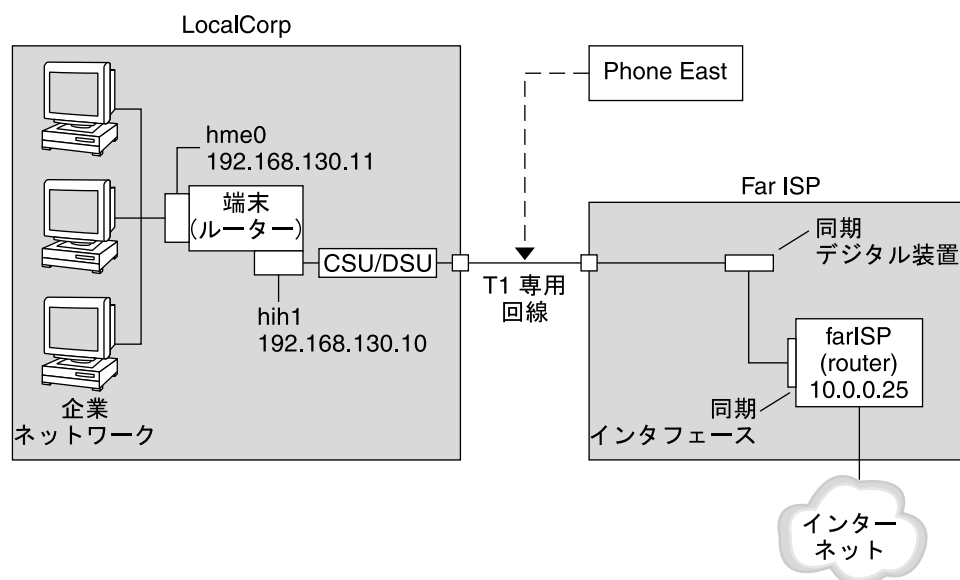 LocalCorp
Phone East
hme0
192.168.130.11
端末
(ルーター)
CSU/DSU
hih1
192.168.130.10
企業
ネットワーク
T1 専用
回線
Far ISP
同期
デジタル装置
farISP
(router)
10.0.0.25
同期
インタフェース
インター
ネット